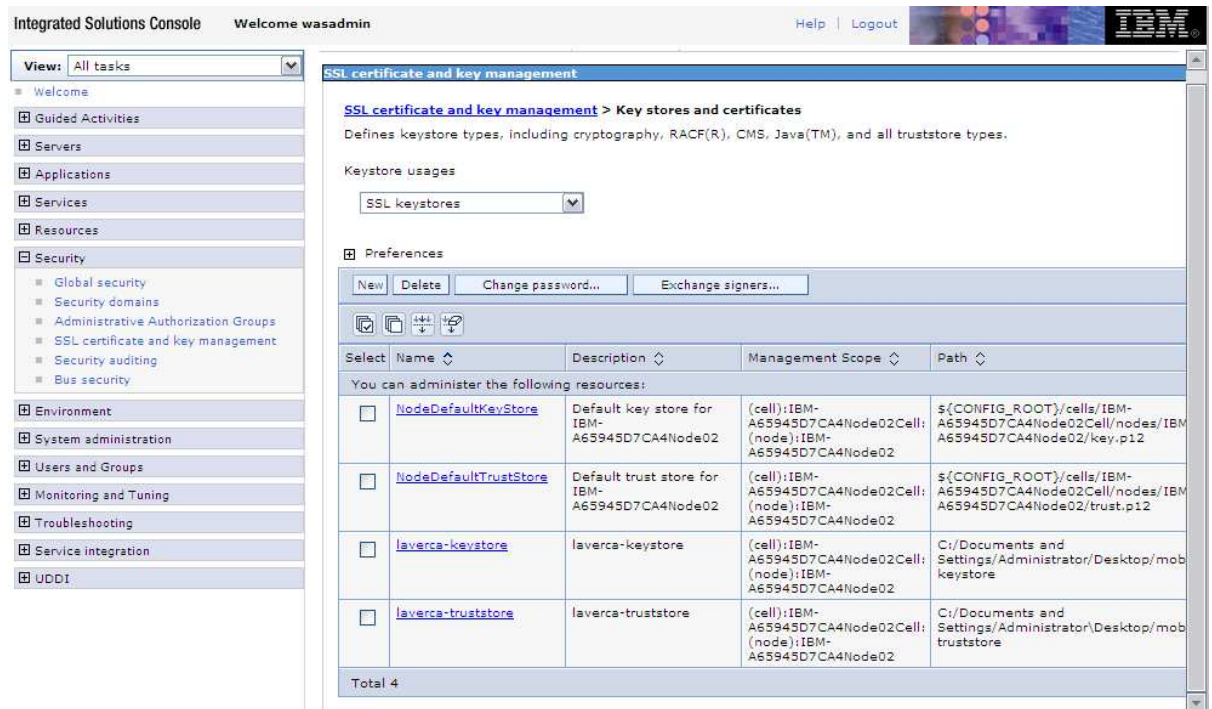 Integrated Solutions Console Welcome wasadmin Help | Logout IBM®
View: All tasks
Welcome
Guided Activities
Servers
Applications
Services
Resources
Security
Global security
Security domains
Administrative Authorization Groups
SSL certificate and key management
Security auditing
Bus security
Environment
System administration
Users and Groups
Monitoring and Tuning
Troubleshooting
Service integration
UDDI
SSL certificate and key management
SSL certificate and key management > Key stores and certificates
Defines keystore types, including cryptography, RACF(R), CMS, Java(TM), and all truststore types.
Keystore usages
SSL keystores
Preferences
New Delete Change password... Exchange signers...
Select Name Description Management Scope Path
You can administer the following resources:
NodeDefaultKeyStore
Default key store for
IBM-
A65945D7CA4Node02
(cell):IBM-
A65945D7CA4Node02Cell:
(node):IBM-
A65945D7CA4Node02
${CONFIG_ROOT}/cells/IBM-
A65945D7CA4Node02Cell/nodes/IBM
A65945D7CA4Node02/key.p12
NodeDefaultTrustStore
Default trust store for
IBM-
A65945D7CA4Node02
(cell):IBM-
A65945D7CA4Node02Cell:
(node):IBM-
A65945D7CA4Node02
${CONFIG_ROOT}/cells/IBM-
A65945D7CA4Node02Cell/nodes/IBM
A65945D7CA4Node02/trust.p12
laverca-keystore
laverca-keystore
(cell):IBM-
A65945D7CA4Node02Cell:
(node):IBM-
A65945D7CA4Node02
C:/Documents and
Settings/Administrator/Desktop/mob
keystore
laverca-truststore
laverca-truststore
(cell):IBM-
A65945D7CA4Node02Cell:
(node):IBM-
A65945D7CA4Node02
C:/Documents and
Settings/Administrator\Desktop/mob
truststore
Total 4